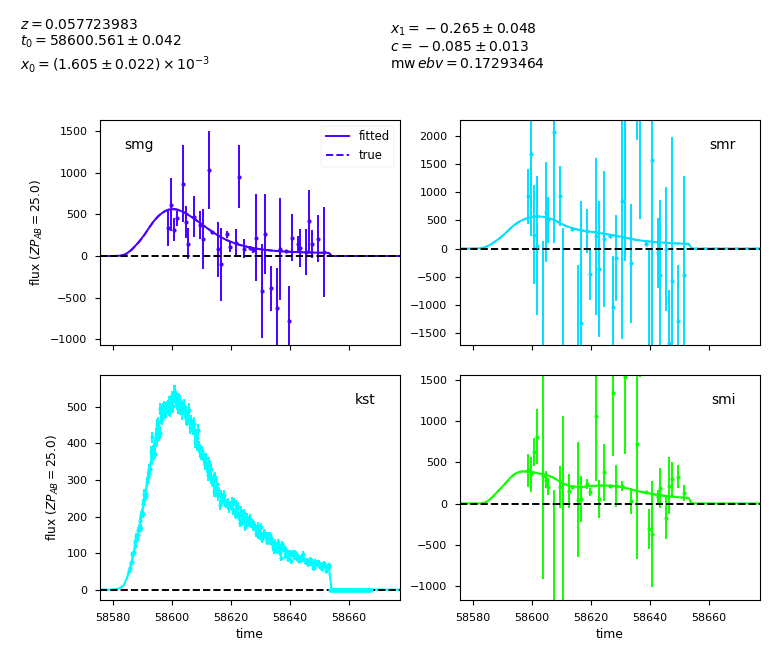 z = 0.057723983
t₀ = 58600.561 ± 0.042
x₀ = (1.605 ± 0.022) × 10⁻³
x₁ = −0.265 ± 0.048
c = −0.085 ± 0.013
mw ebv = 0.17293464
smg
fitted
true
1500
1000
500
0
−500
−1000
flux (ZP_AB = 25.0)
smr
2000
1500
1000
500
0
−500
−1000
−1500
kst
500
400
300
200
100
0
flux (ZP_AB = 25.0)
58580 58600 58620 58640 58660
time
smi
1500
1000
500
0
−500
−1000
58580 58600 58620 58640 58660
time